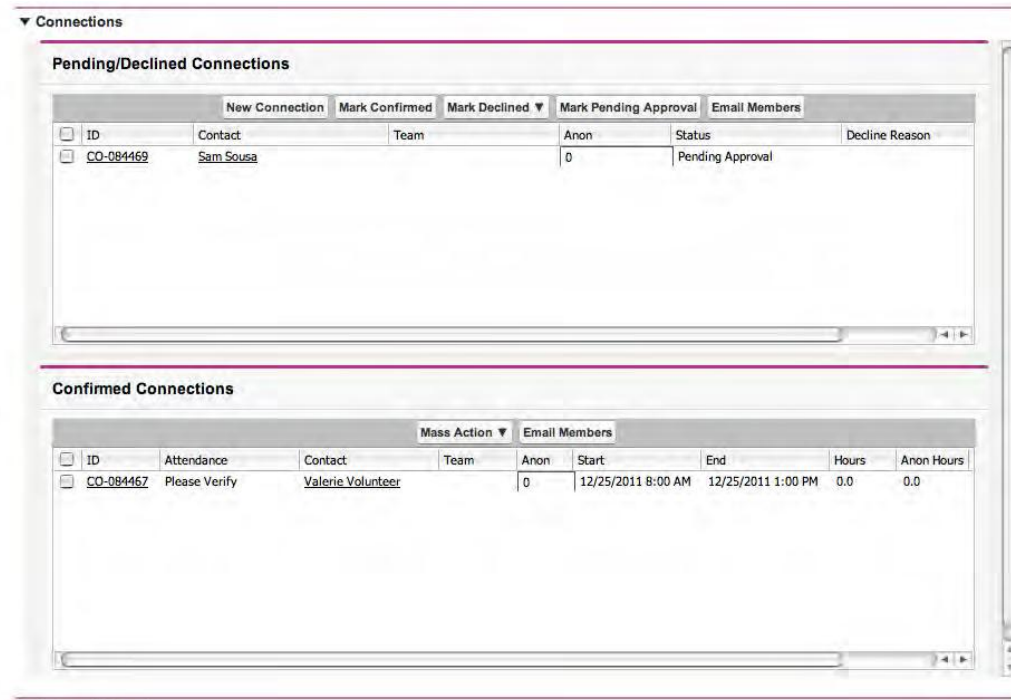 ▼ Connections
Pending/Declined Connections
New Connection Mark Confirmed Mark Declined ▼ Mark Pending Approval Email Members
ID Contact Team Anon Status Decline Reason
CO-084469 Sam Sousa 0 Pending Approval
Confirmed Connections
Mass Action ▼ Email Members
ID Attendance Contact Team Anon Start End Hours Anon Hours
CO-084467 Please Verify Valerie Volunteer 0 12/25/2011 8:00 AM 12/25/2011 1:00 PM 0.0 0.0